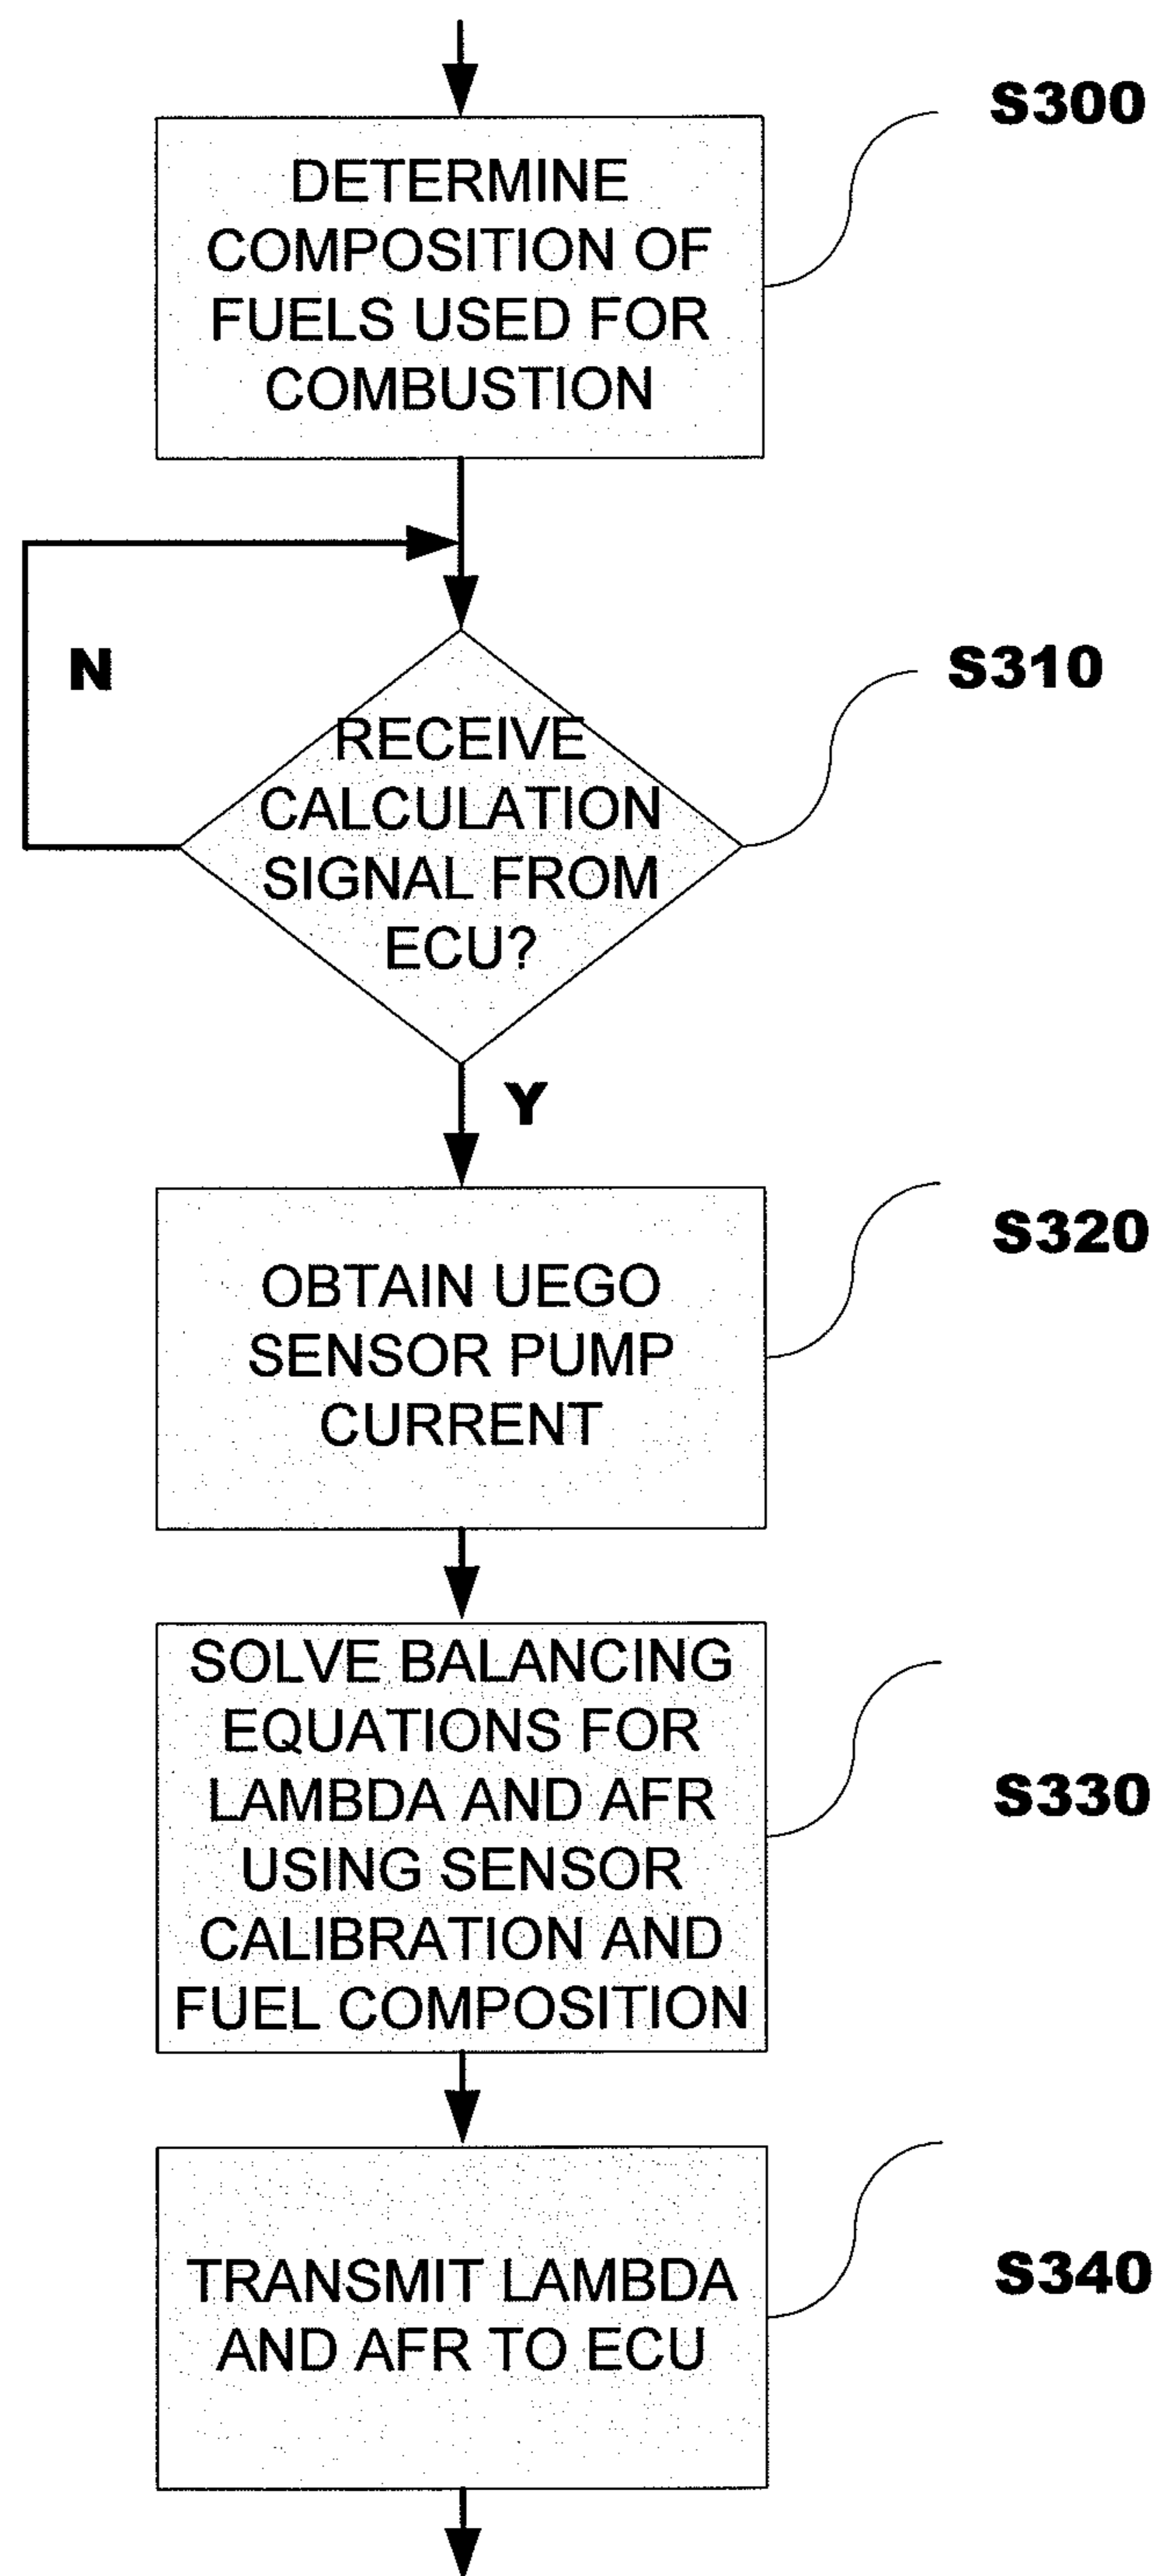 S300
DETERMINE
COMPOSITION OF
FUELS USED FOR
COMBUSTION
N
S310
RECEIVE
CALCULATION
SIGNAL FROM
ECU?
Y
S320
OBTAIN UEGO
SENSOR PUMP
CURRENT
SOLVE BALANCING
EQUATIONS FOR
LAMBDA AND AFR
USING SENSOR
CALIBRATION AND
FUEL COMPOSITION
S330
TRANSMIT LAMBDA
AND AFR TO ECU
S340